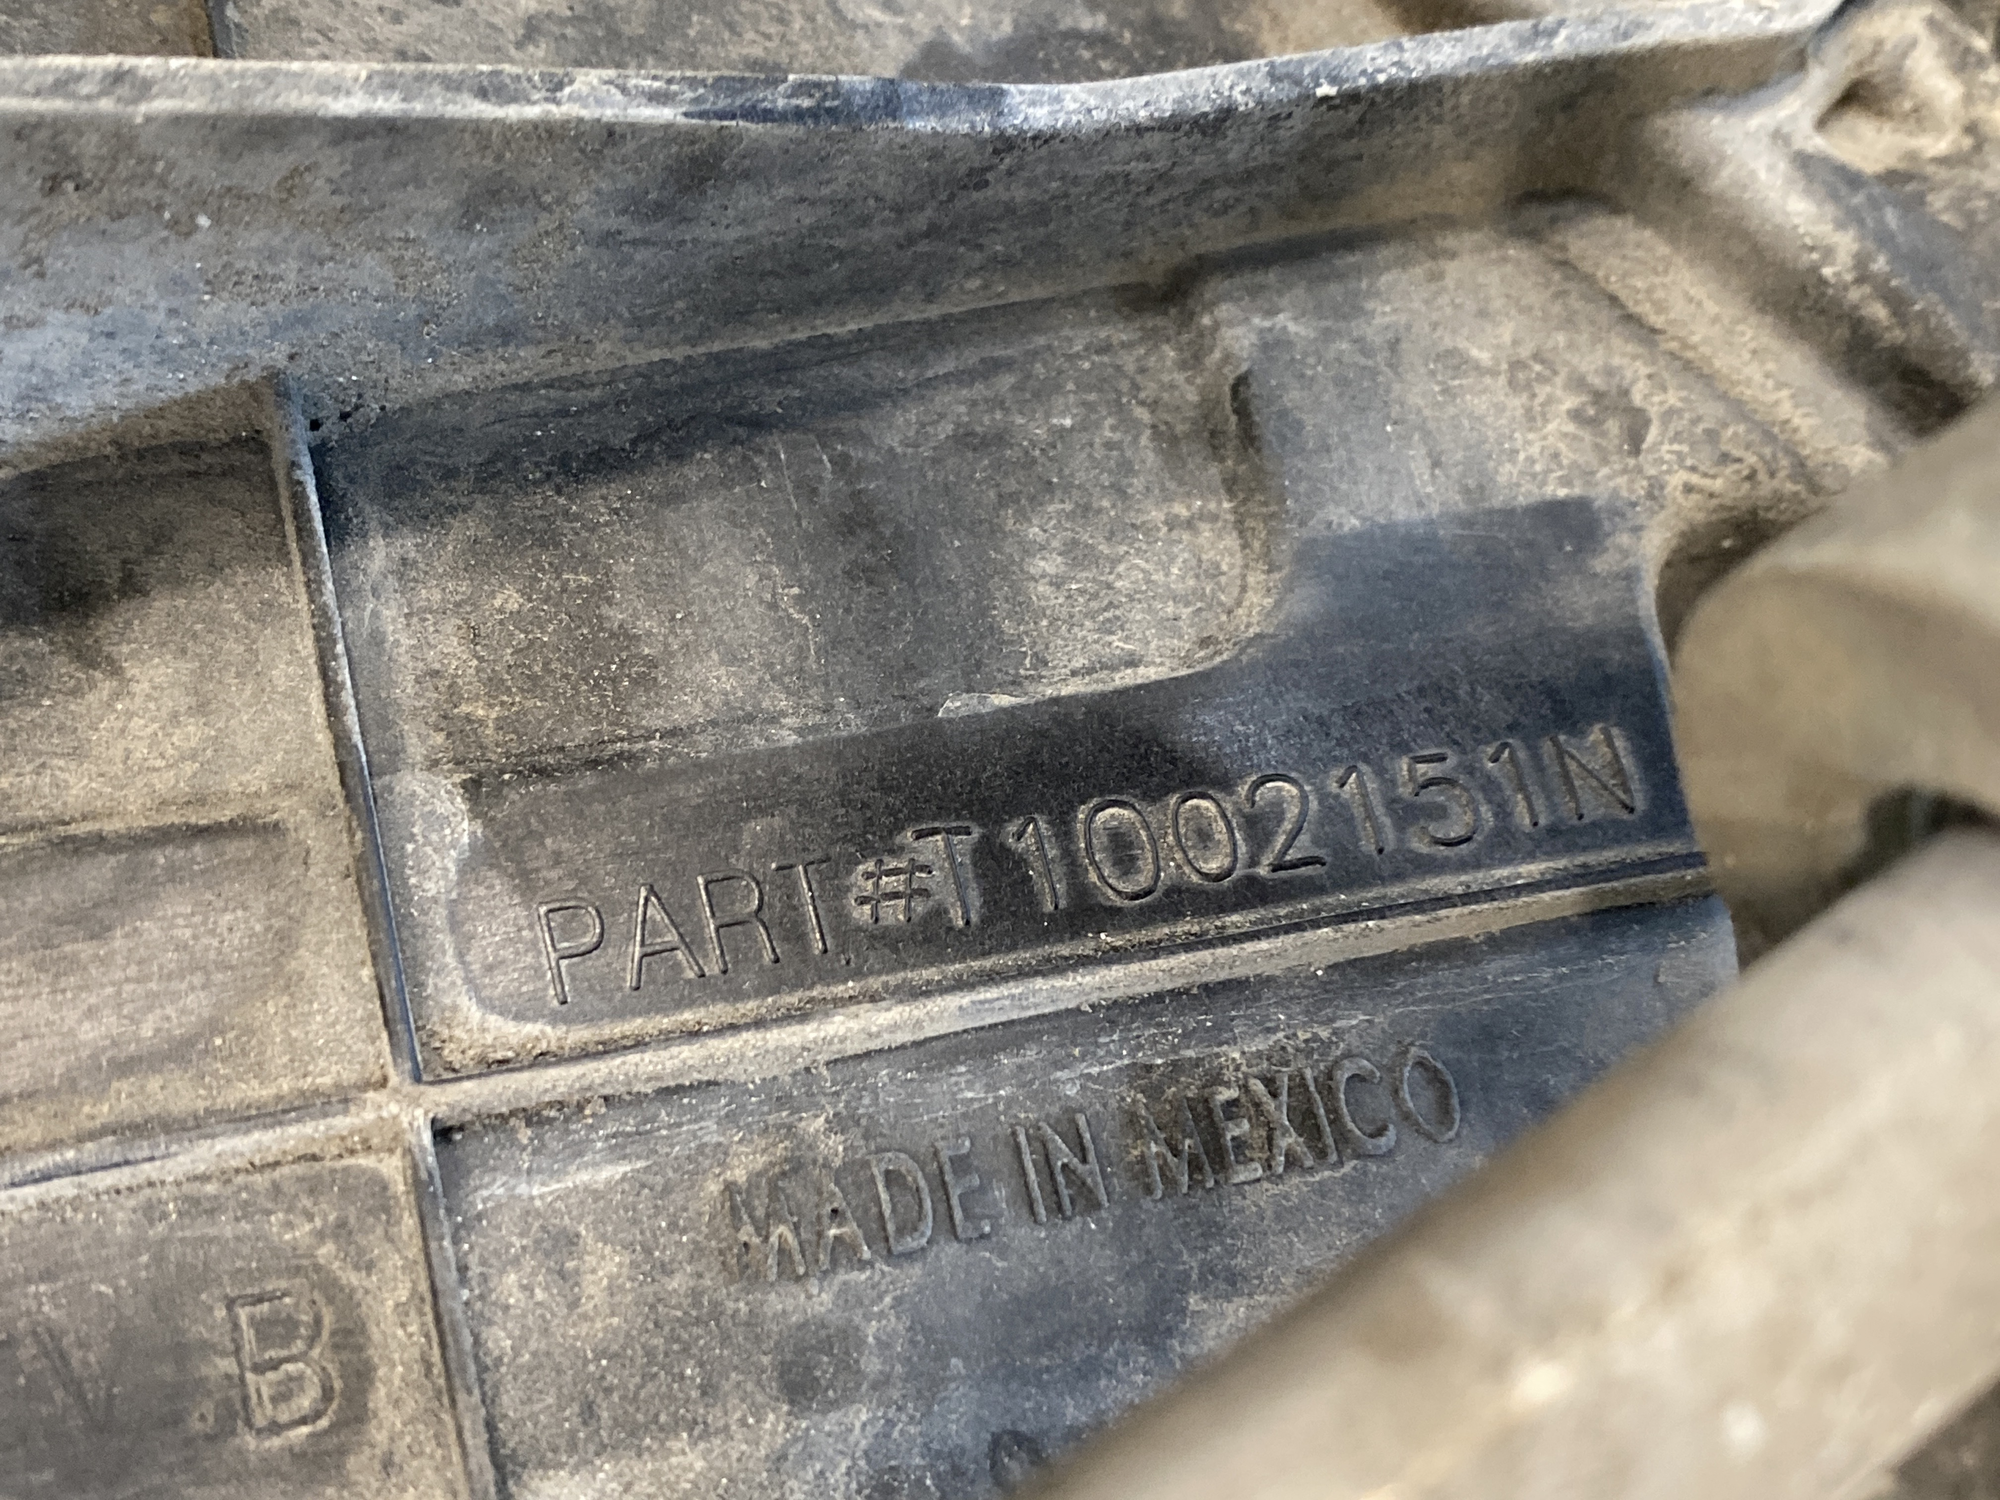 PART#T1002151N
MADE IN MEXICO
V B